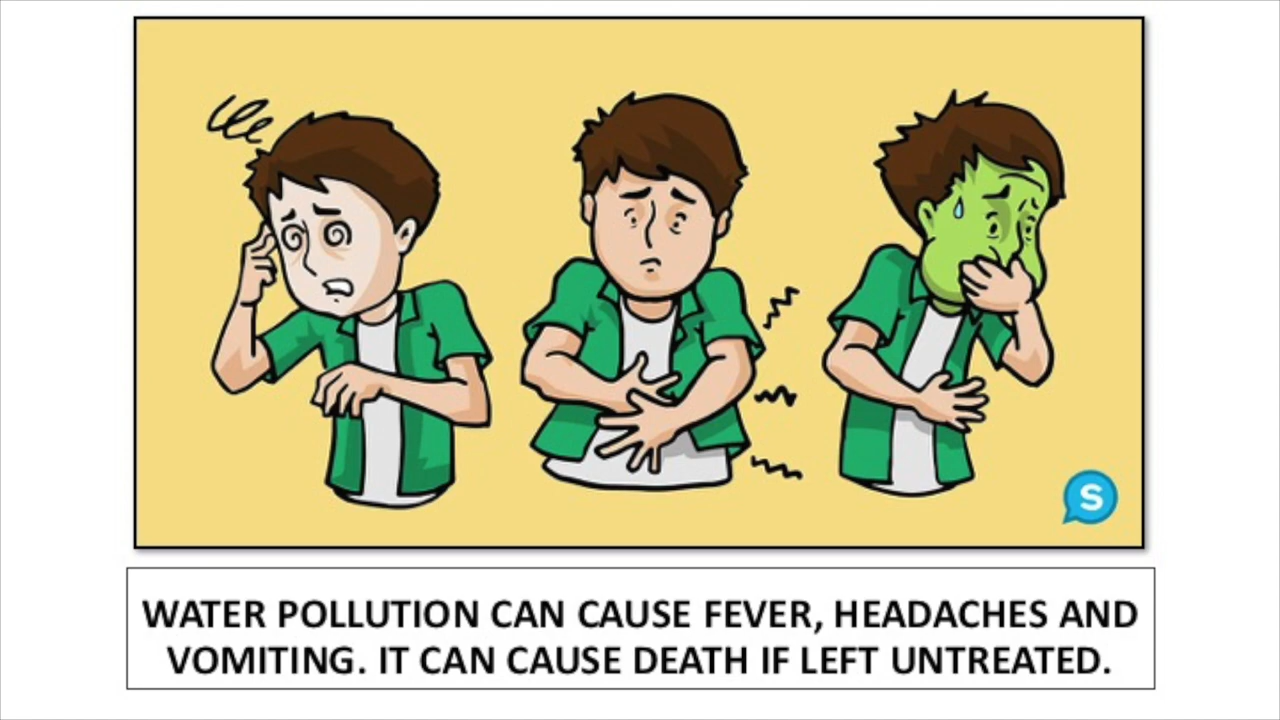 S
WATER POLLUTION CAN CAUSE FEVER, HEADACHES AND
VOMITING. IT CAN CAUSE DEATH IF LEFT UNTREATED.